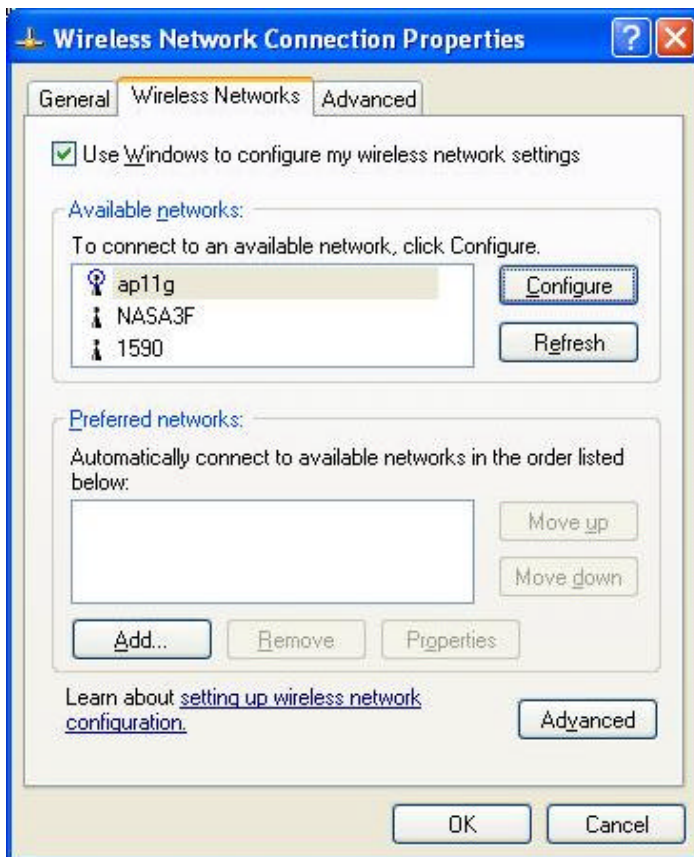 Wireless Network Connection Properties
General Wireless Networks Advanced
Use Windows to configure my wireless network settings
Available networks:
To connect to an available network, click Configure.
ap11g
Configure
NASA3F
1590
Refresh
Preferred networks:
Automatically connect to available networks in the order listed
below:
Move up
Move down
Add... Remove Properties
Learn about setting up wireless network
configuration.
Advanced
OK Cancel